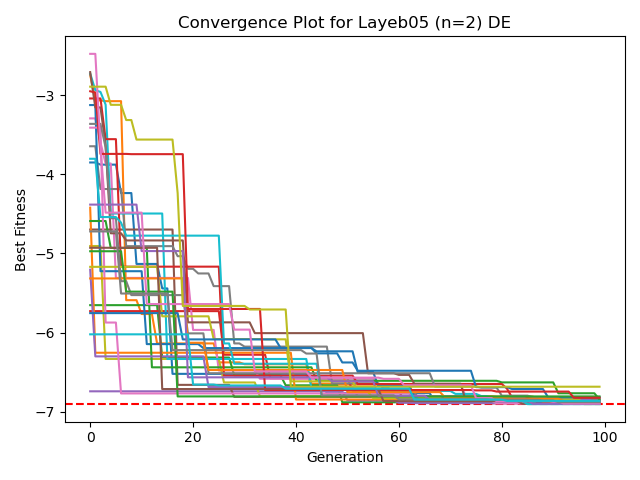 Convergence Plot for Layeb05 (n=2) DE
Best Fitness
−3
−4
−5
−6
−7
0 20 40 60 80 100
Generation